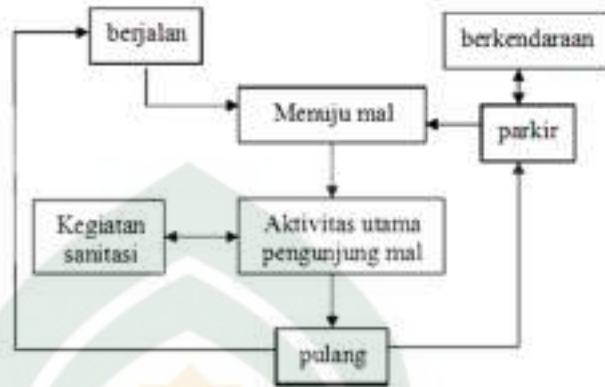 berjalan
berkendaraan
Menuju mal
parkir
Kegiatan
sanitasi
Aktivitas utama
pengunjung mal
pulang